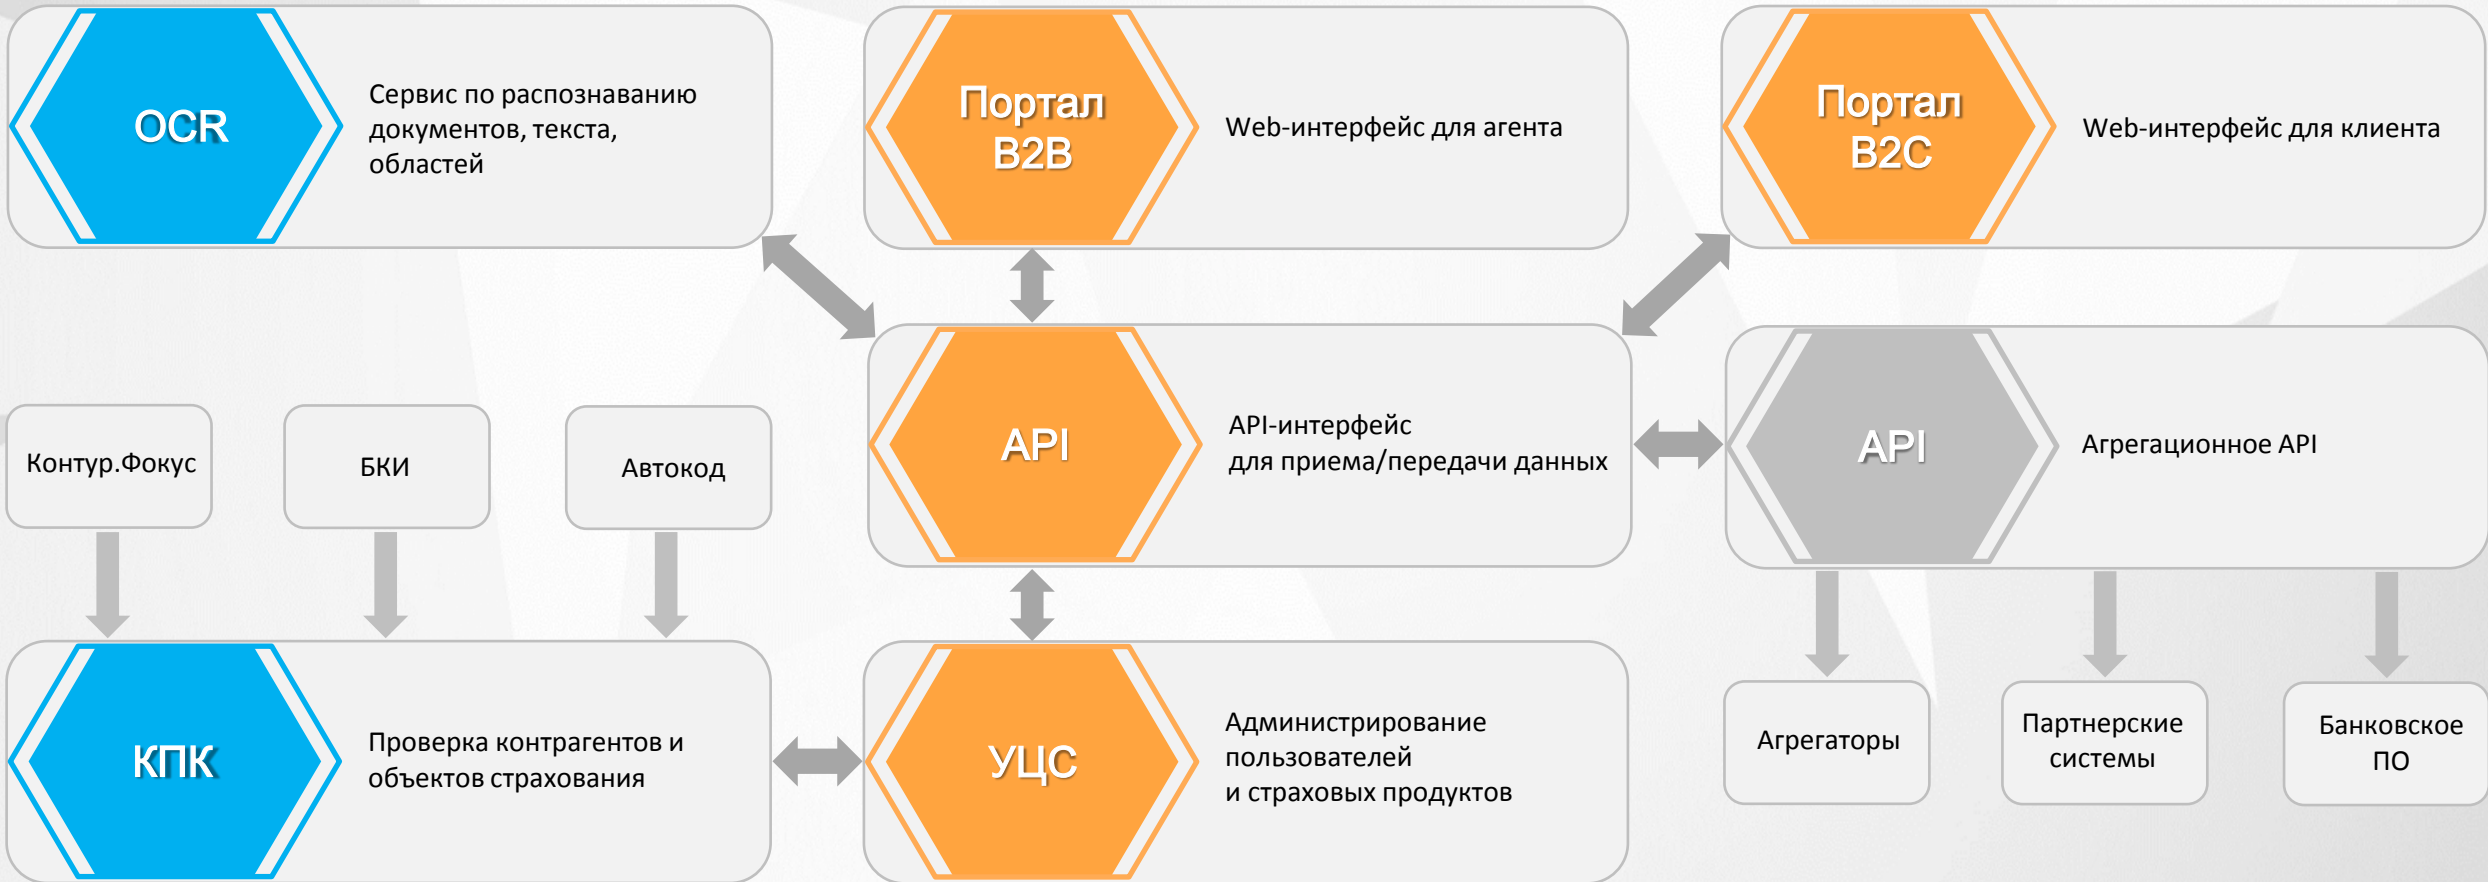 OCR
Сервис по распознаванию
документов, текста,
областей
Портал
B2B
Web-интерфейс для агента
Портал
B2C
Web-интерфейс для клиента
Контур.Фокус
БКИ
Автокод
API
API-интерфейс
для приема/передачи данных
API
Агрегационное API
КПК
Проверка контрагентов и
объектов страхования
УЦС
Администрирование
пользователей
и страховых продуктов
Агрегаторы
Партнерские
системы
Банковское
ПО